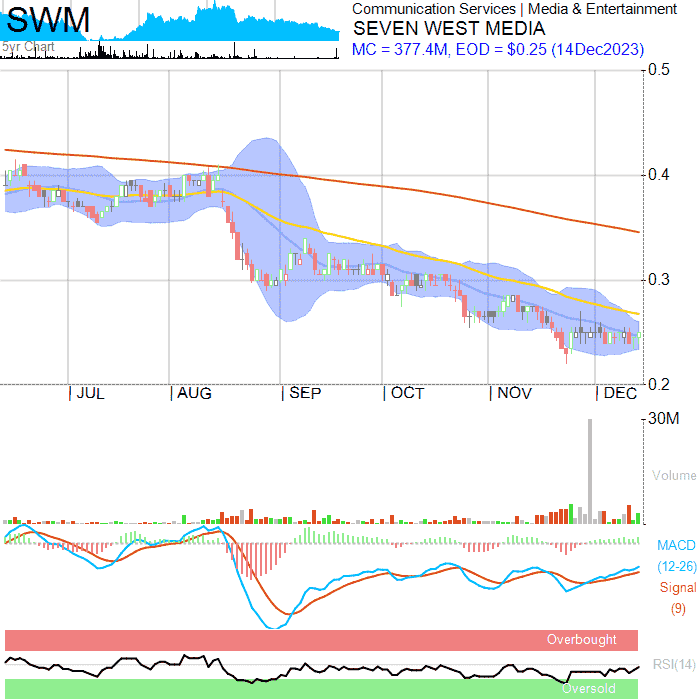 SWM
5yr Chart
Communication Services | Media & Entertainment
SEVEN WEST MEDIA
MC = 377.4M, EOD = $0.25 (14Dec2023)
0.5
0.4
0.3
0.2
JUL AUG SEP OCT NOV DEC
30M
Volume
MACD
(12-26)
Signal
(9)
Overbought
RSI(14)
Oversold